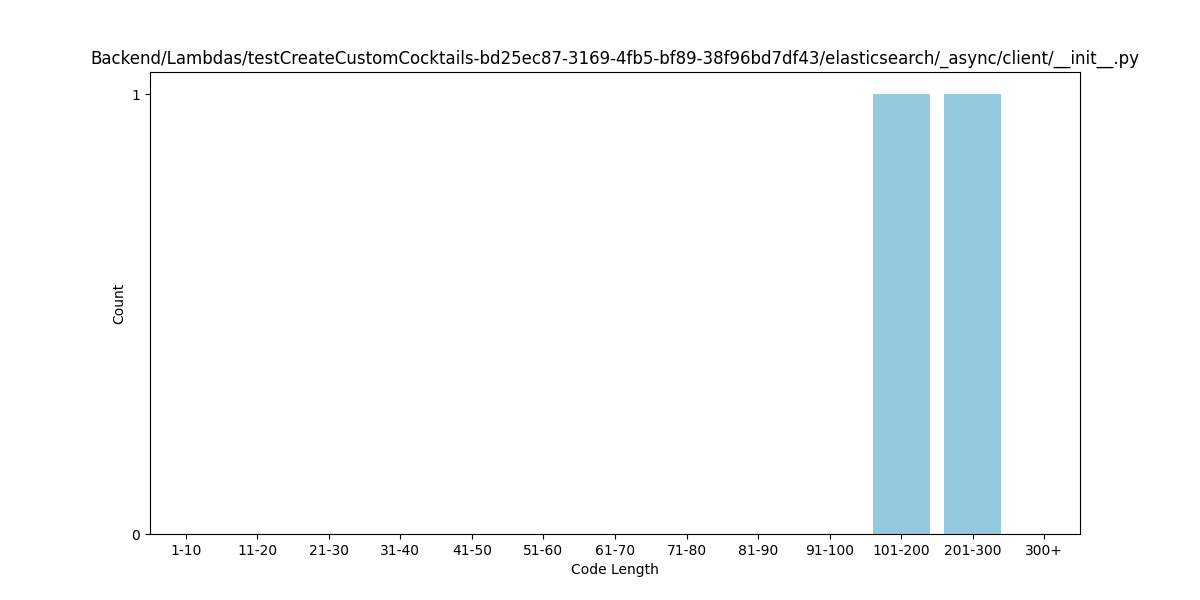 Backend/Lambdas/testCreateCustomCocktails-bd25ec87-3169-4fb5-bf89-38f96bd7df43/elasticsearch/_async/client/__init__.py
1
Count
0
1-10 11-20 21-30 31-40 41-50 51-60 61-70 71-80 81-90 91-100 101-200 201-300 300+
Code Length